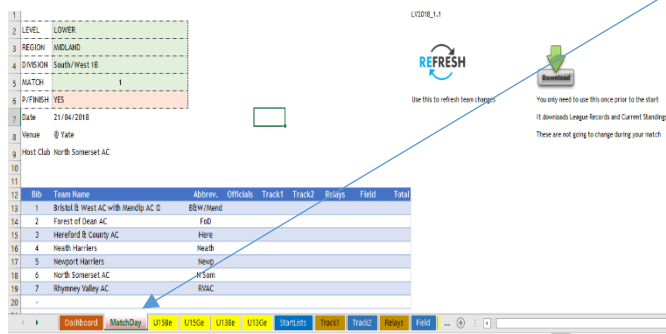 1 LY2018_1.1
2 LEVEL LOWER
3 REGION MIDLAND
4 DIVISION South/West 1B
5 MATCH 1
6 P/FINISH YES
7 Date 21/04/2018
8 Venue @ Yate
9 Host Club North Somerset AC
REFRESH
Download
Use this to refresh team changes
You only need to use this once prior to the start
It downloads League Records and Current Standings
These are not going to change during your match
10
11
12 Bib Team Name Abbrev. Officials Track1 Track2 Relays Field Total
13 1 Bristol & West AC with Mendip AC © B&W/Mend
14 2 Forest of Dean AC FoD
15 3 Hereford & County AC Here
16 4 Neath Harriers Neath
17 5 Newport Harriers Newp
18 6 North Somerset AC N Som
19 7 Rhymney Valley AC RVAC
20 -
Dashboard MatchDay U15Be U15Ge U13Be U13Ge StartLists Track1 Track2 Relays Field ...